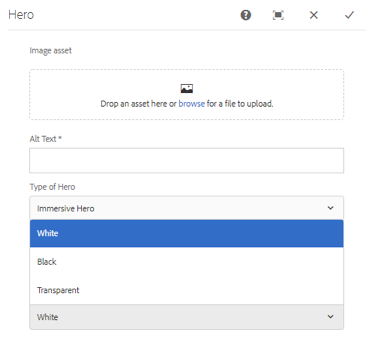 Hero
Image asset
Drop an asset here or browse for a file to upload.
Alt Text *
Type of Hero
Immersive Hero
White
Black
Transparent
White